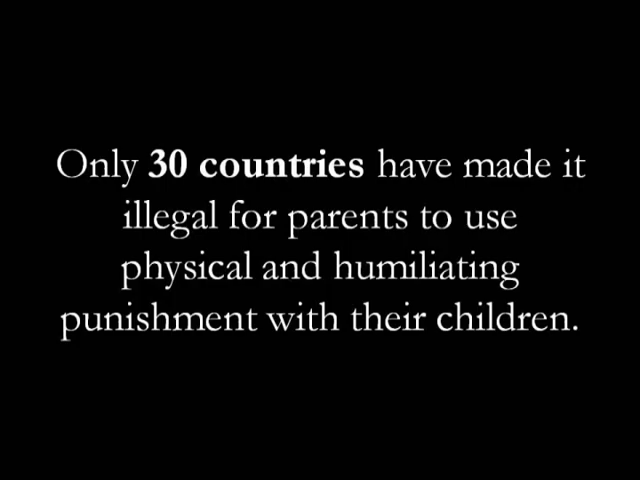 Only 30 countries have made it
illegal for parents to use
physical and humiliating
punishment with their children.